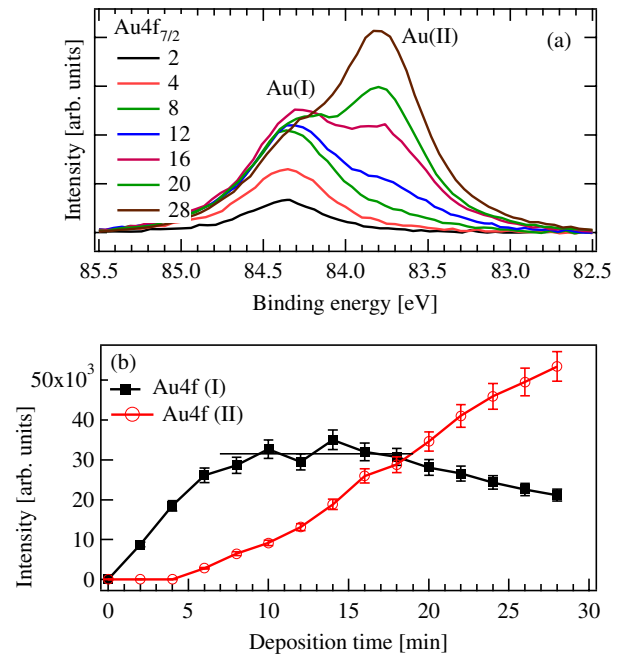 Au4f7/2
2
4
8
12
16
20
28
Au(I)
Au(II)
(a)
Intensity [arb. units]
85.5 85.0 84.5 84.0 83.5 83.0 82.5
Binding energy [eV]
(b)
Au4f (I)
Au4f (II)
50x10³
40
30
20
10
0
Intensity [arb. units]
0 5 10 15 20 25 30
Deposition time [min]